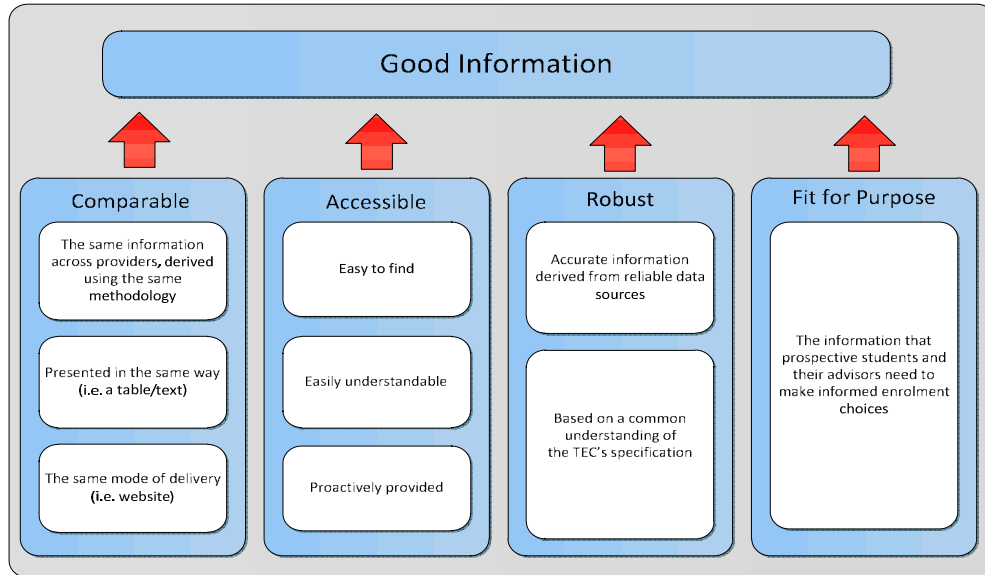 Good Information
Comparable
The same information
across providers, derived
using the same
methodology
Presented in the same way
(i.e. a table/text)
The same mode of delivery
(i.e. website)
Accessible
Easy to find
Easily understandable
Proactively provided
Robust
Accurate information
derived from reliable data
sources
Based on a common
understanding of
the TEC's specification
Fit for Purpose
The information that
prospective students and
their advisors need to
make informed enrolment
choices